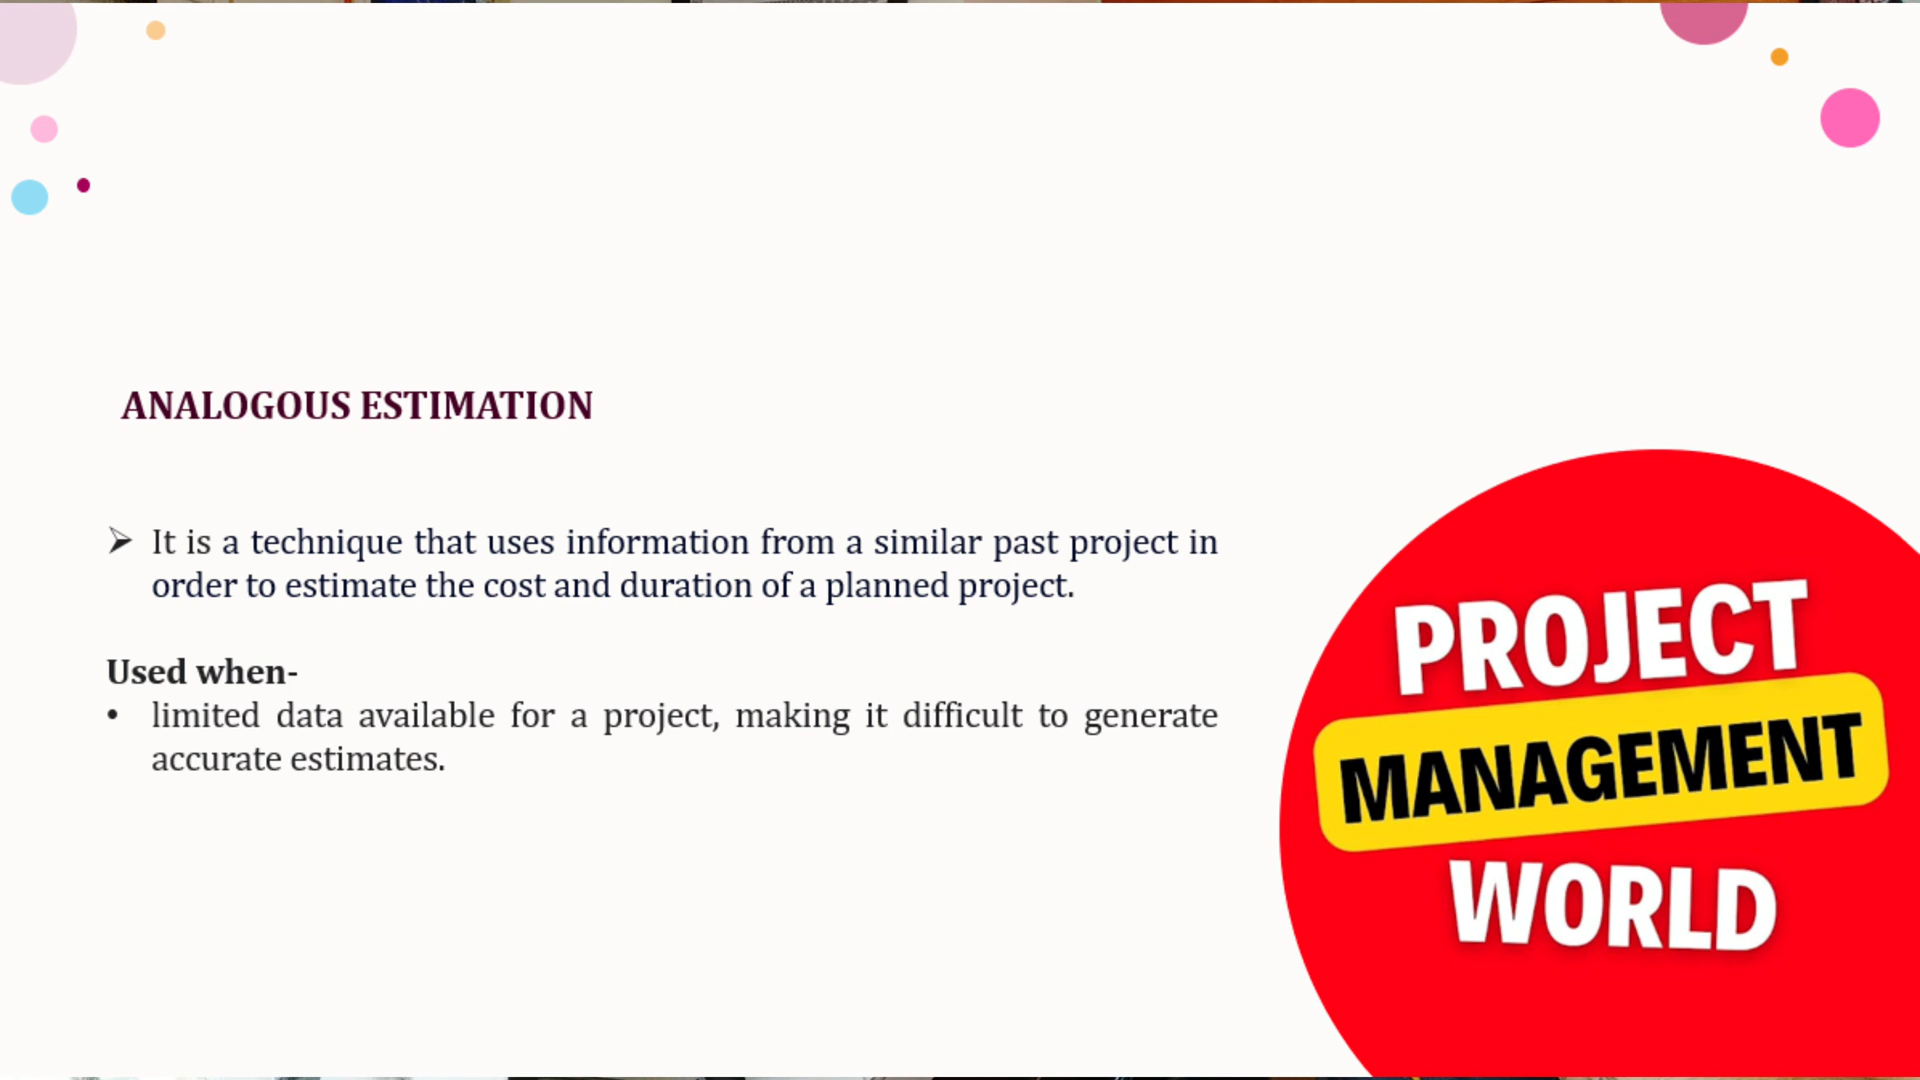 ANALOGOUS ESTIMATION
➢ It is a technique that uses information from a similar past project in
order to estimate the cost and duration of a planned project.
Used when-
• limited data available for a project, making it difficult to generate
accurate estimates.
PROJECT
MANAGEMENT
WORLD